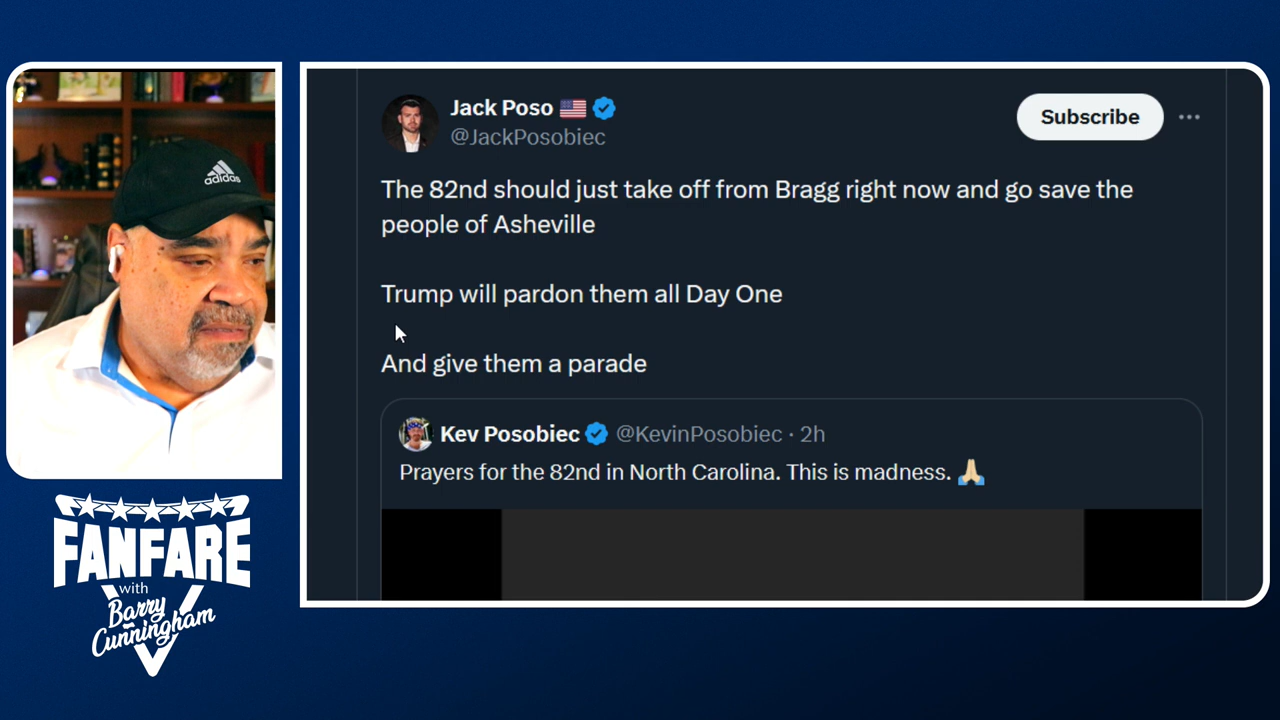 adidas
FANFARE
with
Barry
Cunningham
Jack Poso 🇺🇸
@JackPosobiec
Subscribe
The 82nd should just take off from Bragg right now and go save the
people of Asheville
Trump will pardon them all Day One
And give them a parade
Kev Posobiec @KevinPosobiec · 2h
Prayers for the 82nd in North Carolina. This is madness. 🙏🏼